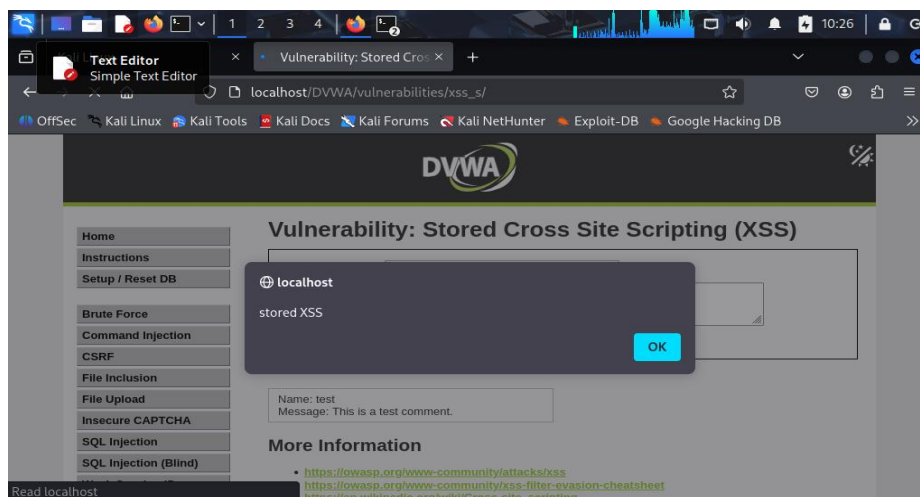 1 2 3 4 10:26
Text Editor
Simple Text Editor
Vulnerability: Stored Cros
localhost/DVWA/vulnerabilities/xss_s/
OffSec Kali Linux Kali Tools Kali Docs Kali Forums Kali NetHunter Exploit-DB Google Hacking DB
DVWA
Vulnerability: Stored Cross Site Scripting (XSS)
Home
Instructions
Setup / Reset DB
Brute Force
Command Injection
CSRF
File Inclusion
File Upload
Insecure CAPTCHA
SQL Injection
SQL Injection (Blind)
localhost
stored XSS
OK
Name: test
Message: This is a test comment.
More Information
https://owasp.org/www-community/attacks/xss
https://owasp.org/www-community/xss-filter-evasion-cheatsheet
Read localhost